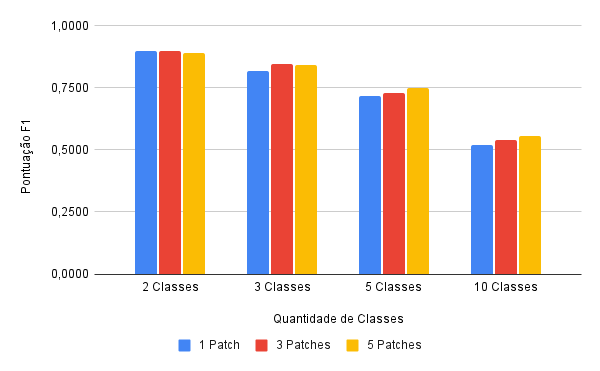 1,0000
0,7500
0,5000
0,2500
0,0000
Pontuação F1
2 Classes
3 Classes
5 Classes
10 Classes
Quantidade de Classes
1 Patch
3 Patches
5 Patches